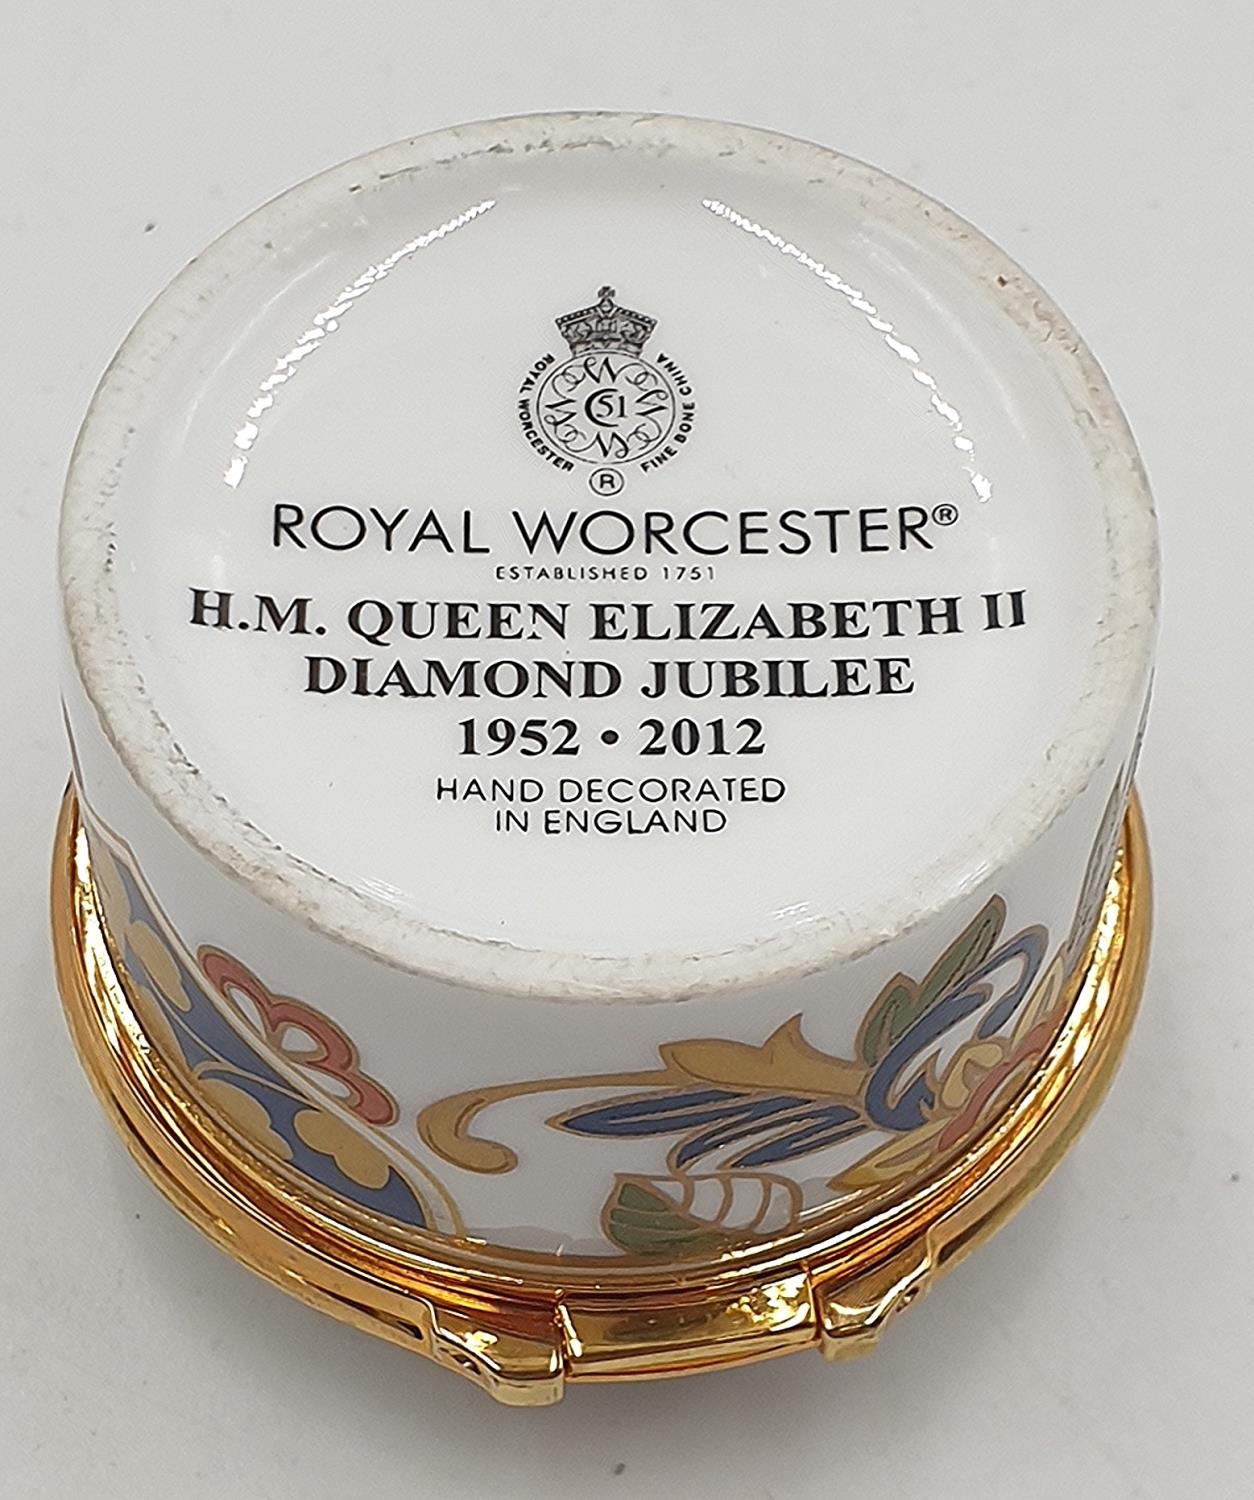 ROYAL WORCESTER FINE BONE CHINA
51
®
ROYAL WORCESTER®
ESTABLISHED 1751
H.M. QUEEN ELIZABETH II
DIAMOND JUBILEE
1952 • 2012
HAND DECORATED
IN ENGLAND